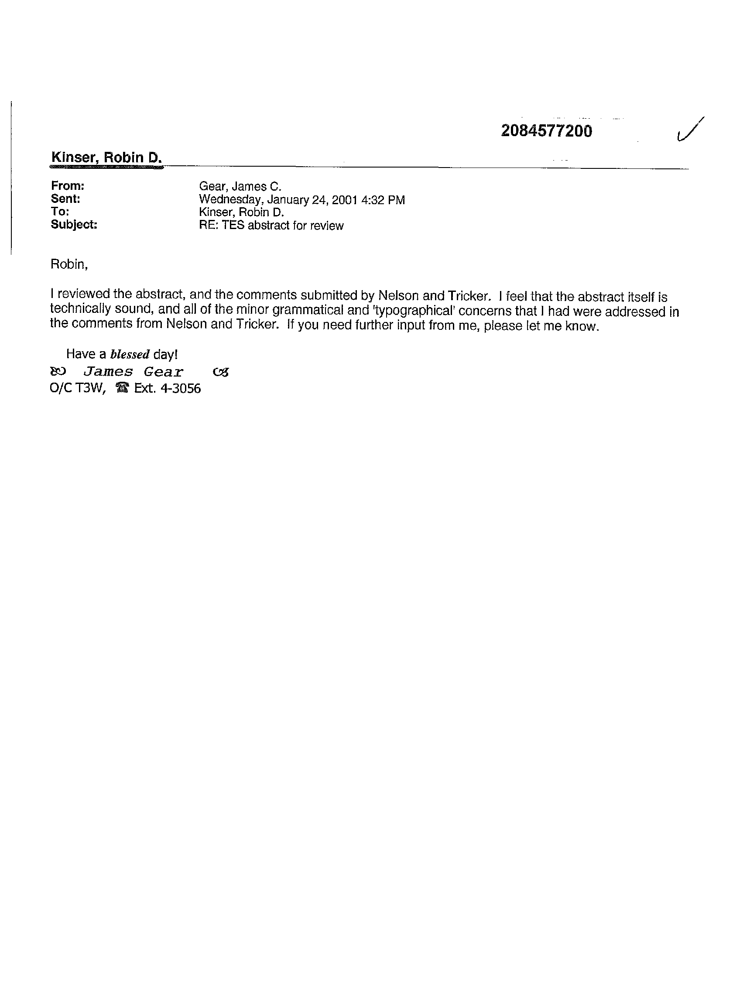 2084577200
Kinser, Robin D.
From: Gear, James C.
Sent: Wednesday, January 24, 2001 4:32 PM
To: Kinser, Robin D.
Subject: RE: TES abstract for review
Robin,
I reviewed the abstract, and the comments submitted by Nelson and Tricker. I feel that the abstract itself is
technically sound, and all of the minor grammatical and 'typographical' concerns that I had were addressed in
the comments from Nelson and Tricker. If you need further input from me, please let me know.
Have a blessed day!
James Gear
O/C T3W, ☎ Ext. 4-3056